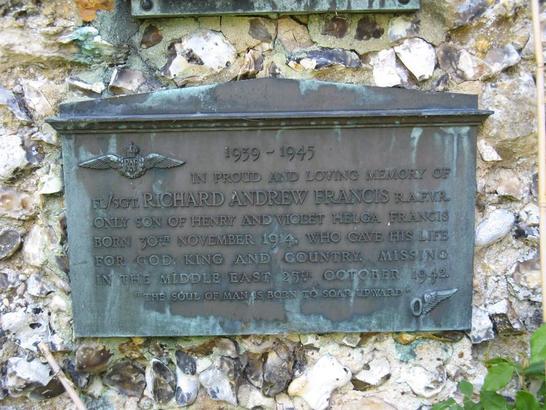 1939 – 1945
IN PROUD AND LOVING MEMORY OF
FL/SGT. RICHARD ANDREW FRANCIS R.A.F.V.R.
ONLY SON OF HENRY AND VIOLET HELGA FRANCIS
BORN 30TH NOVEMBER 1914, WHO GAVE HIS LIFE
FOR GOD, KING AND COUNTRY. MISSING
IN THE MIDDLE EAST 25TH OCTOBER 1942.
"THE SOUL OF MAN IS BORN TO SOAR UPWARD"